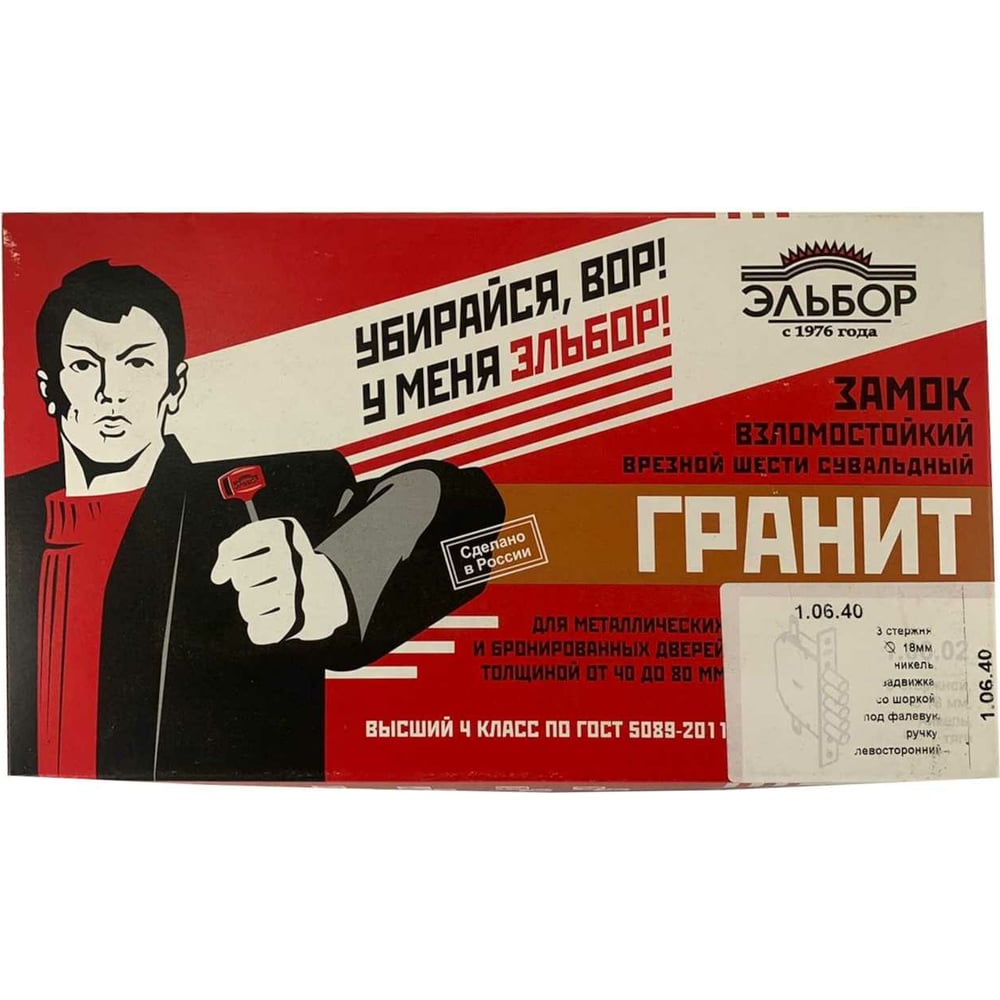 УБИРАЙСЯ, ВОР!
У МЕНЯ ЭЛЬБОР!
ЭЛЬБОР
с 1976 года
ЗАМОК
ВЗЛОМОСТОЙКИЙ
ВРЕЗНОЙ ШЕСТИ СУВАЛЬДНЫЙ
ГРАНИТ
Сделано
в России
ДЛЯ МЕТАЛЛИЧЕСКИХ
И БРОНИРОВАННЫХ ДВЕРЕЙ
ТОЛЩИНОЙ ОТ 40 ДО 80 ММ
ВЫСШИЙ 4 КЛАСС ПО ГОСТ 5089-2011
1.06.40
3 стержня
∅ 18мм
никель
задвижка
со шоркой
под фалевую
ручку
левосторонний
1.06.40